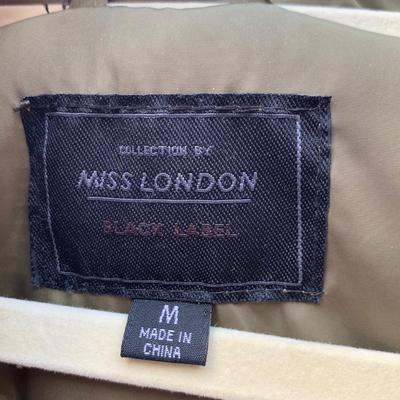 COLLECTION BY
MISS LONDON
BLACK LABEL
M
MADE IN
CHINA